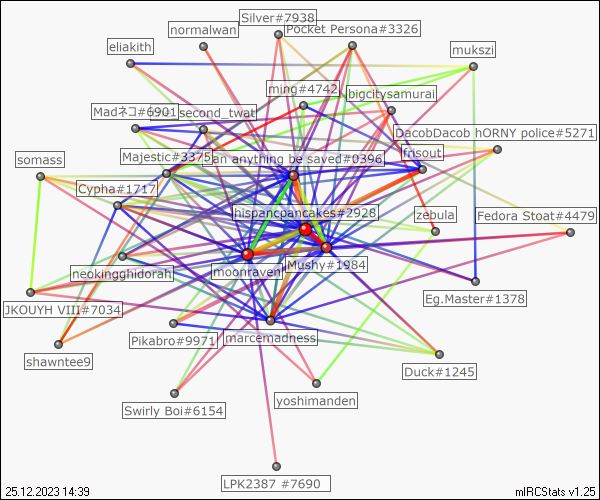 Silver#7938
normalwan
Pocket Persona#3326
eliakith
mukszi
ming#4742
bigcitysamurai
Madネコ#6901
second_twat
DacobDacob hORNY police#5271
somass
Majestic#3375
an anything be saved#0396
frisout
Cypha#1717
hispancpancakes#2928
zebula
Fedora Stoat#4479
neokingghidorah
moonraven
Mushy#1984
Eg.Master#1378
JKOUYH VIII#7034
shawntee9
Pikabro#9971
marcemadness
Duck#1245
Swirly Boi#6154
yoshimanden
LPK2387 #7690
25.12.2023 14:39
mIRCStats v1.25